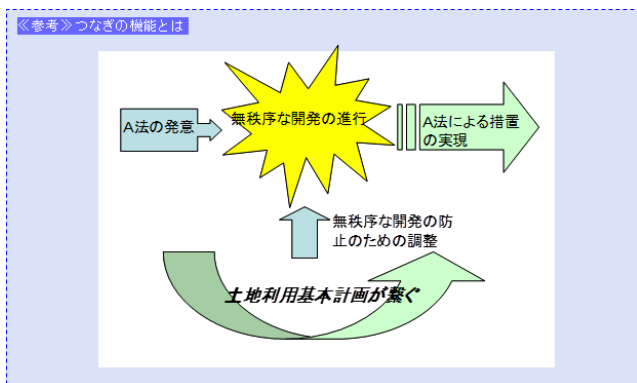 ≪参考≫つなぎの機能とは
A法の発意
無秩序な開発の進行
A法による措置
の実現
無秩序な開発の防
止のための調整
土地利用基本計画が繋ぐ